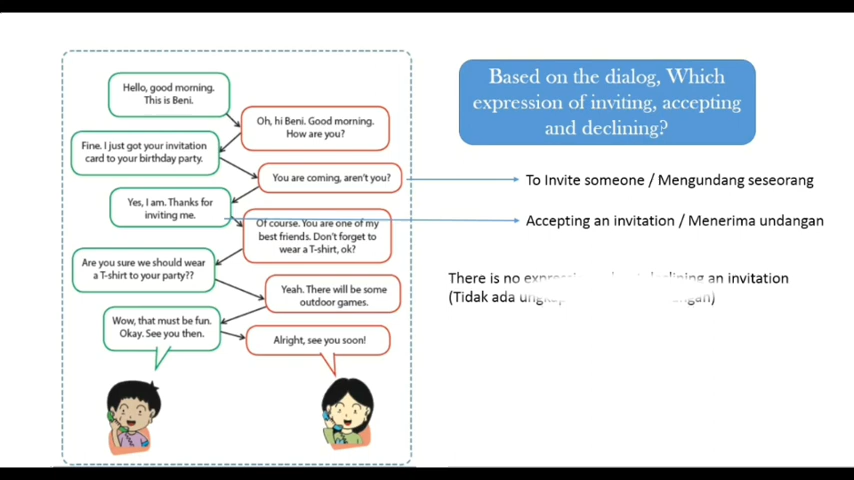 Hello, good morning.
This is Beni.
Oh, hi Beni. Good morning.
How are you?
Fine. I just got your invitation
card to your birthday party.
You are coming, aren't you?
Yes, I am. Thanks for
inviting me.
Of course. You are one of my
best friends. Don't forget to
wear a T-shirt, ok?
Are you sure we should wear
a T-shirt to your party??
Yeah. There will be some
outdoor games.
Wow, that must be fun.
Okay. See you then.
Alright, see you soon!
Based on the dialog, Which
expression of inviting, accepting
and declining?
To Invite someone / Mengundang seseorang
Accepting an invitation / Menerima undangan
There is no an invitation
(Tidak ada